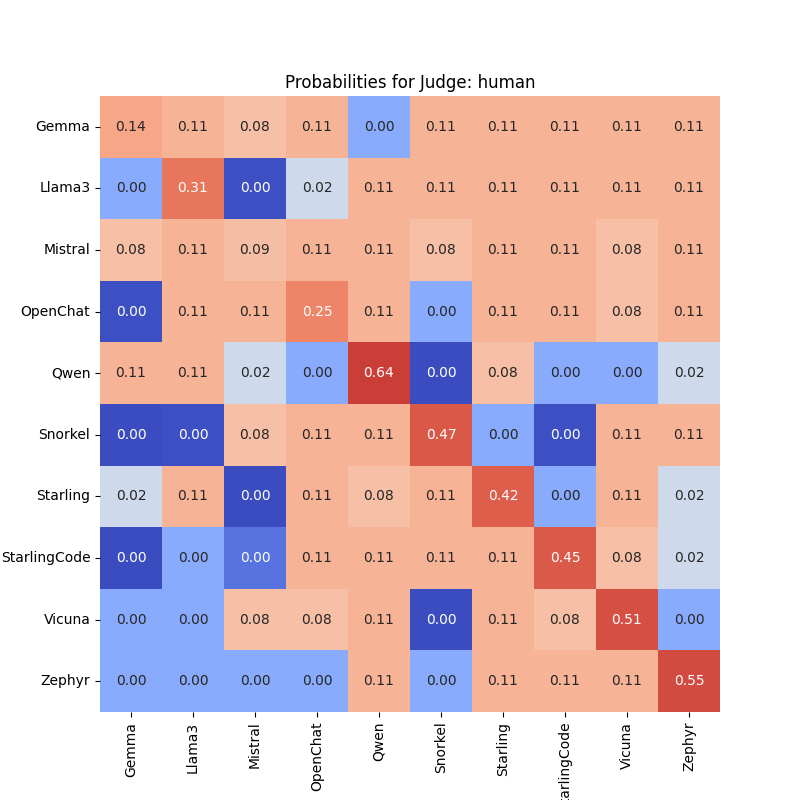 Probabilities for Judge: human
Gemma 0.14 0.11 0.08 0.11 0.00 0.11 0.11 0.11 0.11 0.11
Llama3 0.00 0.31 0.00 0.02 0.11 0.11 0.11 0.11 0.11 0.11
Mistral 0.08 0.11 0.09 0.11 0.11 0.08 0.11 0.11 0.08 0.11
OpenChat 0.00 0.11 0.11 0.25 0.11 0.00 0.11 0.11 0.08 0.11
Qwen 0.11 0.11 0.02 0.00 0.64 0.00 0.08 0.00 0.00 0.02
Snorkel 0.00 0.00 0.08 0.11 0.11 0.47 0.00 0.00 0.11 0.11
Starling 0.02 0.11 0.00 0.11 0.08 0.11 0.42 0.00 0.11 0.02
StarlingCode 0.00 0.00 0.00 0.11 0.11 0.11 0.11 0.45 0.08 0.02
Vicuna 0.00 0.00 0.08 0.08 0.11 0.00 0.11 0.08 0.51 0.00
Zephyr 0.00 0.00 0.00 0.00 0.11 0.00 0.11 0.11 0.11 0.55
Gemma Llama3 Mistral OpenChat Qwen Snorkel Starling arlingCode Vicuna Zephyr